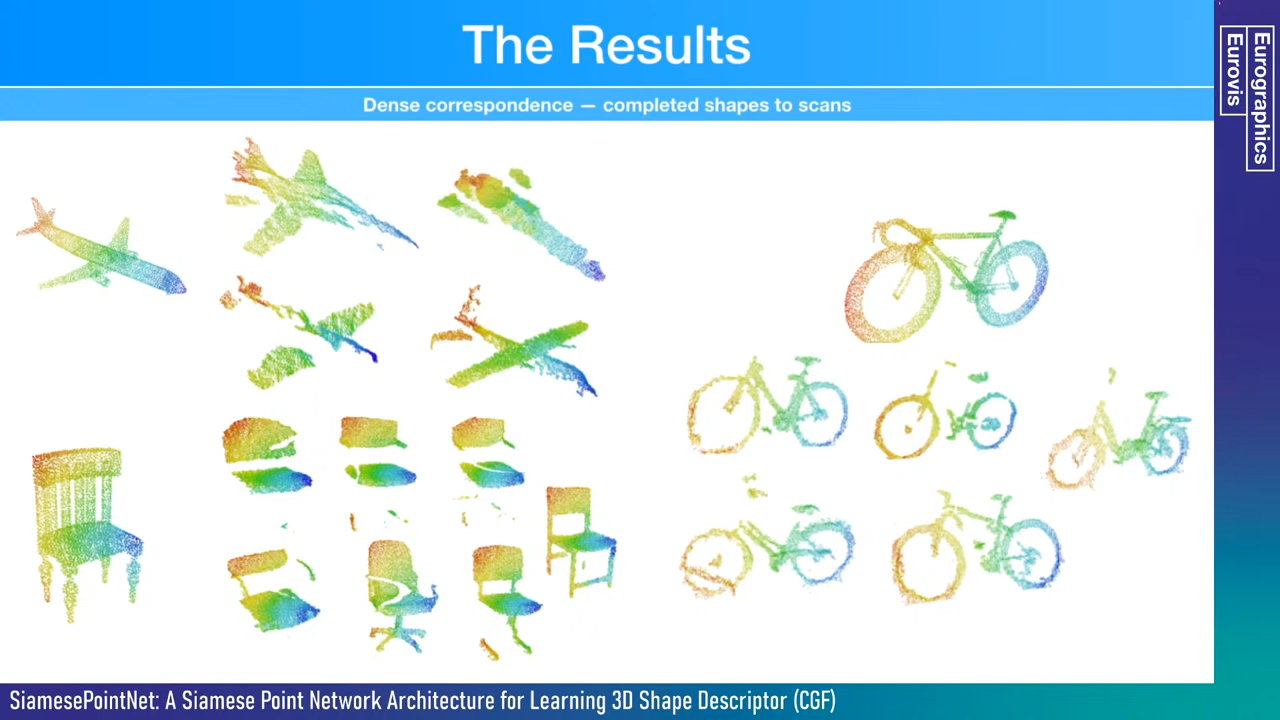 The Results
Dense correspondence — completed shapes to scans
Eurographics
Eurovis
SiamesePointNet: A Siamese Point Network Architecture for Learning 3D Shape Descriptor (CGF)